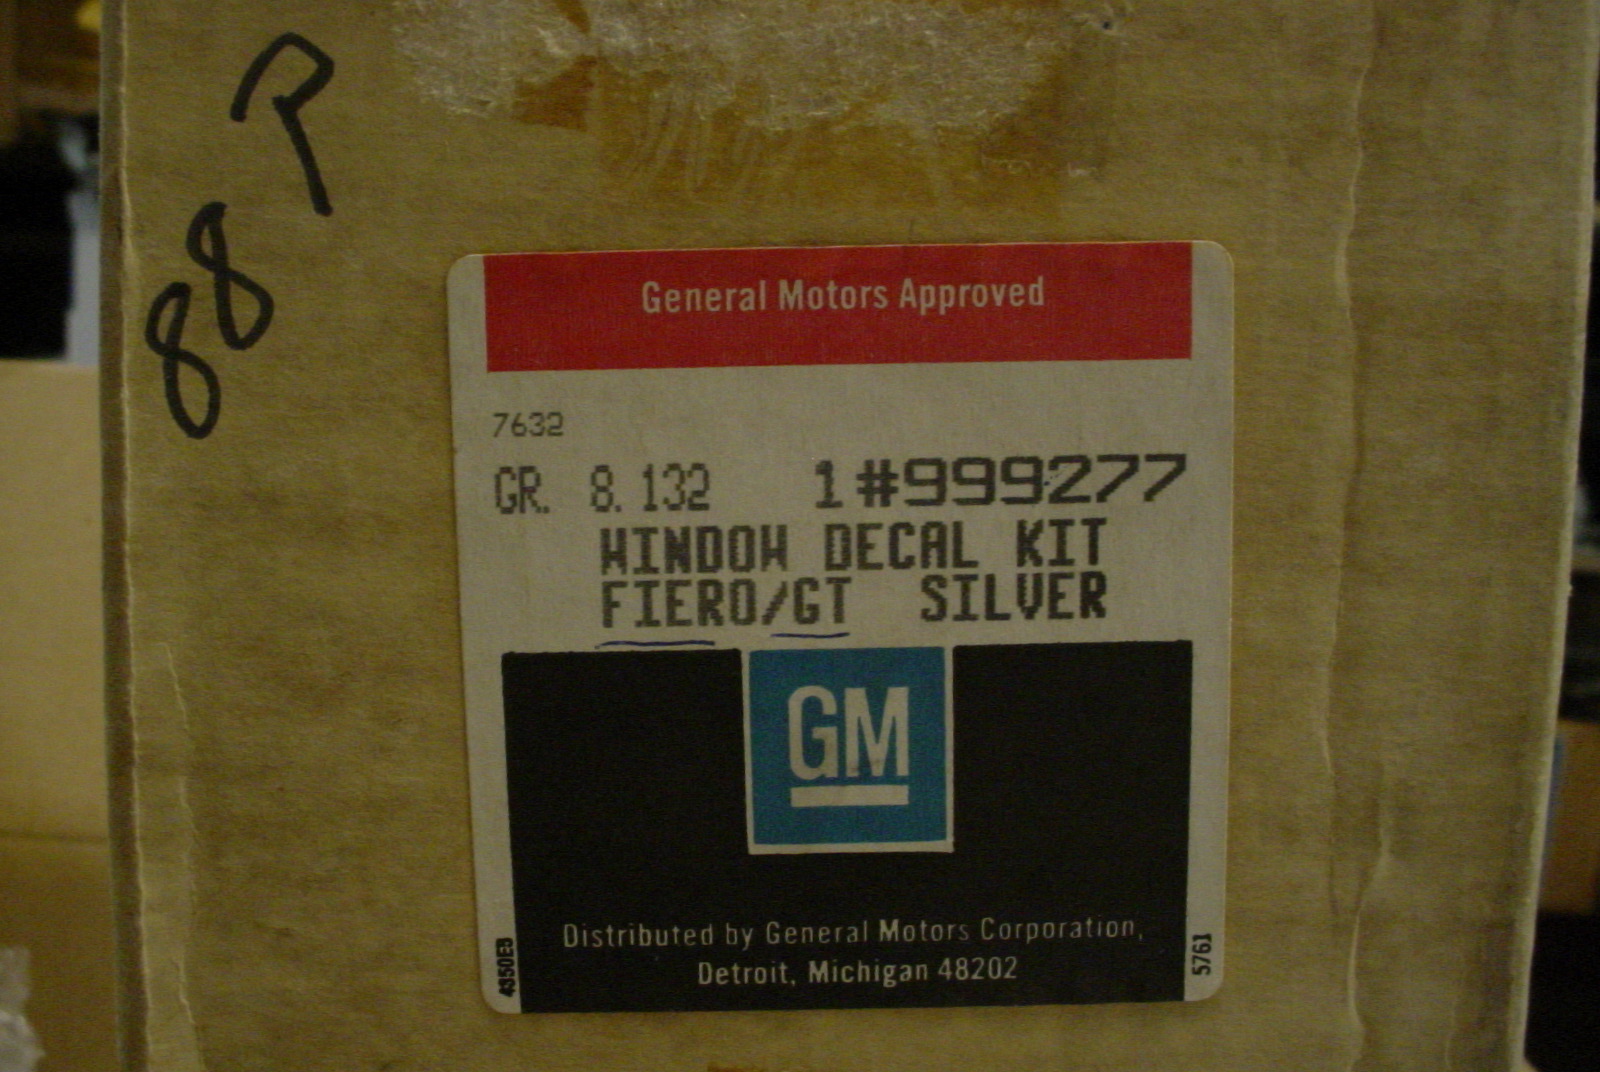 88 P
General Motors Approved
7632
GR. 8.132 1#999277
WINDOW DECAL KIT
FIERO/GT SILVER
GM
Distributed by General Motors Corporation,
Detroit, Michigan 48202
4350EB
5761